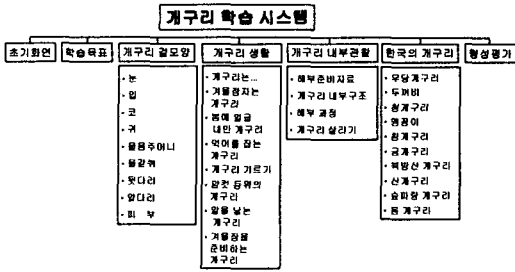 개구리 학습 시스템
초기화면
학습목표
개구리 겉모양
개구리 생활
개구리 내부관찰
한국의 개구리
형성평가
· 눈
· 입
· 코
· 귀
· 울음주머니
· 물갈퀴
· 뒷다리
· 앞다리
· 피 부
· 개구리는...
· 겨울잠자는
개구리
· 봄에 얼굴
내민 개구리
· 먹이를 잡는
개구리
· 개구리 기르기
· 암컷 등위의
개구리
· 알을 낳는
개구리
· 겨울잠을
준비하는
개구리
· 해부준비자료
· 개구리 내부구조
· 해부 과정
· 개구리 살리기
· 무당개구리
· 두꺼비
· 청개구리
· 맹꽁이
· 참개구리
· 금개구리
· 북방산 개구리
· 산개구리
· 옴 개구리